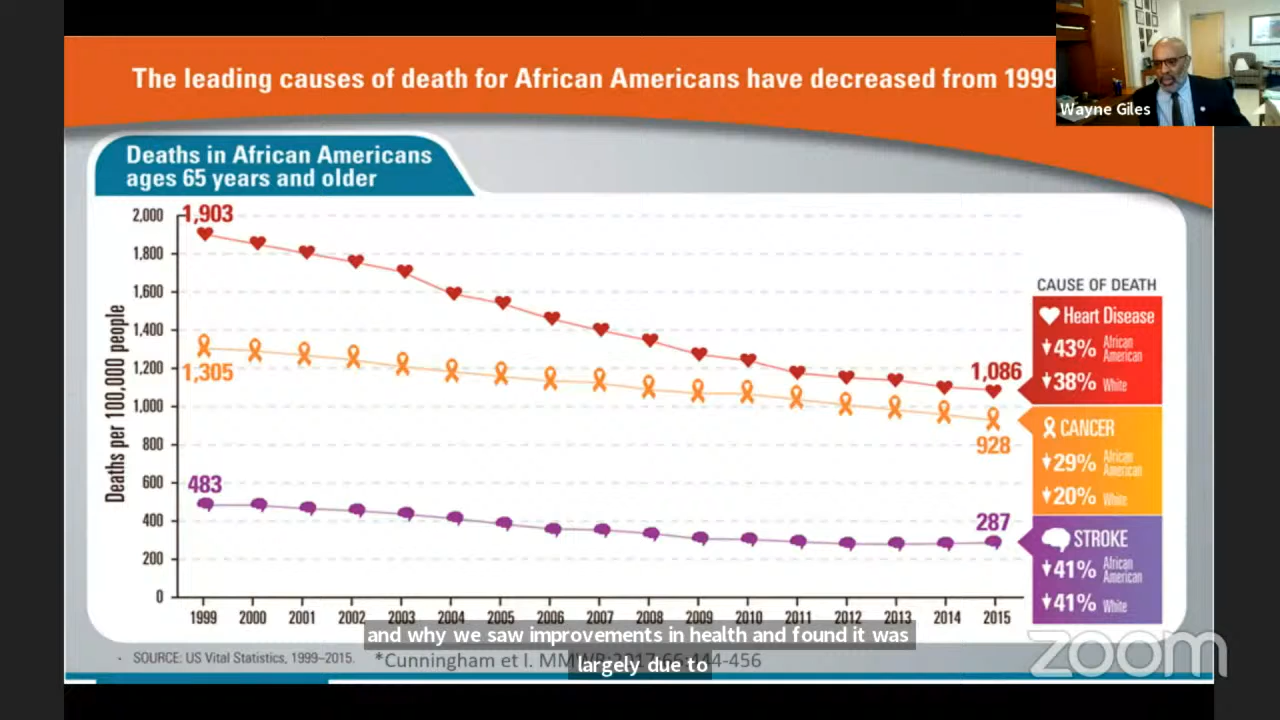 The leading causes of death for African Americans have decreased from 1999
Wayne Giles
Deaths in African Americans
ages 65 years and older
Deaths per 100,000 people
2,000
1,800
1,600
1,400
1,200
1,000
800
600
400
200
0
1,903
1,305
483
1,086
928
287
1999 2000 2001 2002 2003 2004 2005 2006 2007 2008 2009 2010 2011 2012 2013 2014 2015
CAUSE OF DEATH
Heart Disease
43% African American
38% White
CANCER
29% African American
20% White
STROKE
41% African American
41% White
and why we saw improvements in health and found it was
largely due to
SOURCE: US Vital Statistics, 1999–2015. *Cunningham et l. 4-456
zoom